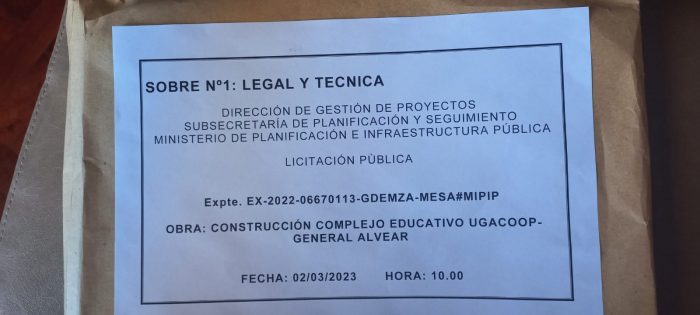 SOBRE Nº1: LEGAL Y TECNICA
DIRECCIÓN DE GESTIÓN DE PROYECTOS
SUBSECRETARÍA DE PLANIFICACIÓN Y SEGUIMIENTO
MINISTERIO DE PLANIFICACIÓN E INFRAESTRUCTURA PÚBLICA
LICITACIÓN PÙBLICA
Expte. EX-2022-06670113-GDEMZA-MESA#MIPIP
OBRA: CONSTRUCCIÓN COMPLEJO EDUCATIVO UGACOOP-
GENERAL ALVEAR
FECHA: 02/03/2023 HORA: 10.00